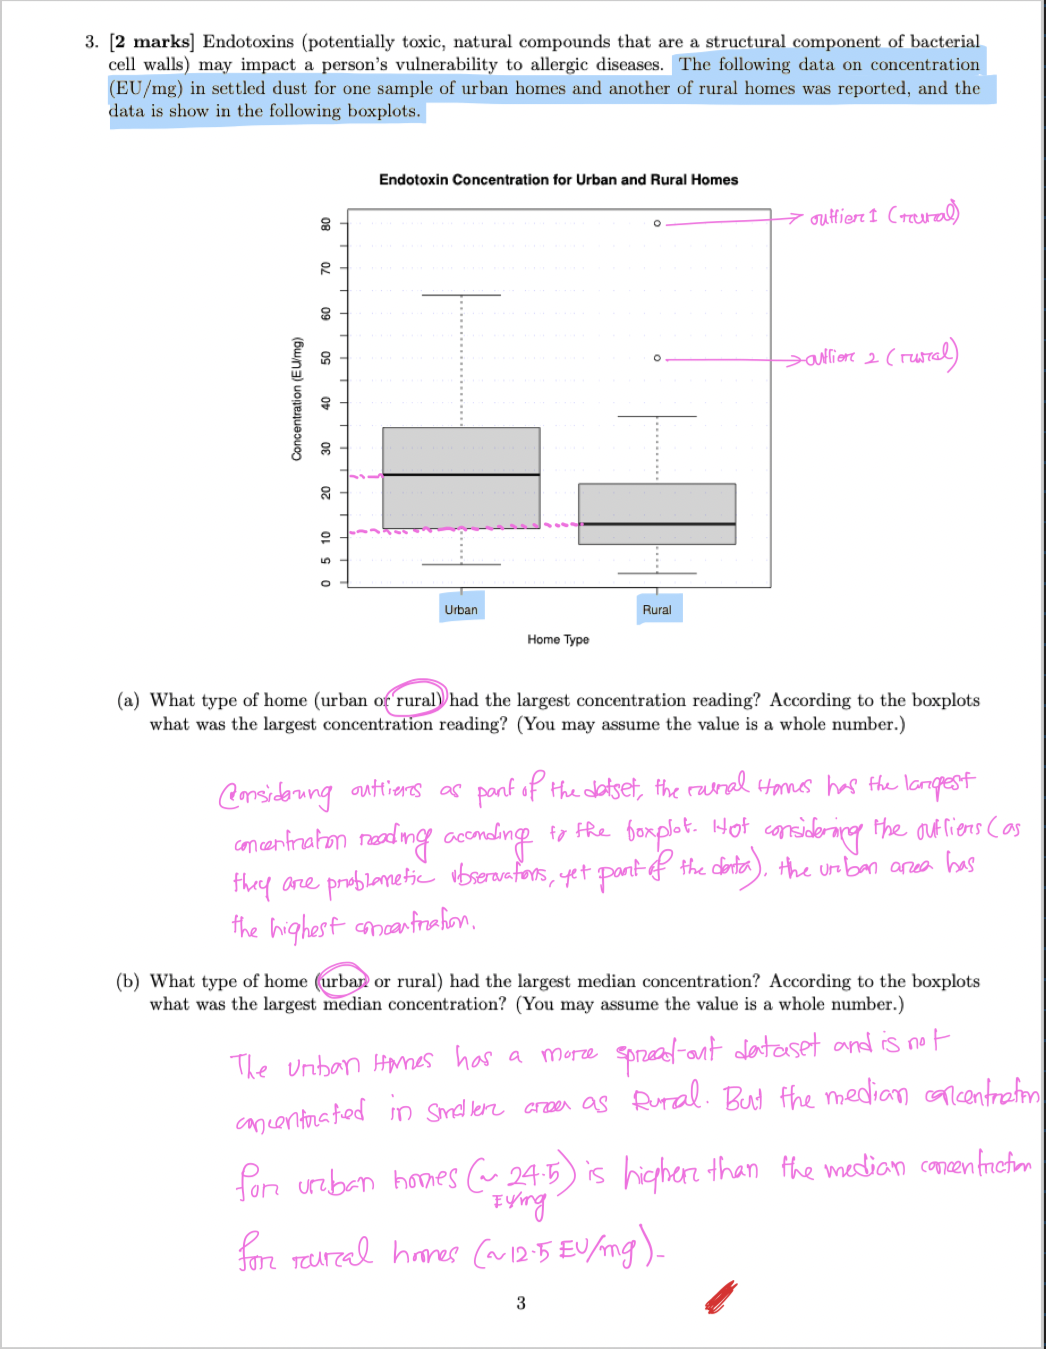 3. [2 marks] Endotoxins (potentially toxic, natural compounds that are a structural component of bacterial
cell walls) may impact a person's vulnerability to allergic diseases. The following data on concentration
(EU/mg) in settled dust for one sample of urban homes and another of rural homes was reported, and the
data is show in the following boxplots.
Endotoxin Concentration for Urban and Rural Homes
Concentration (EU/mg)
80
70
60
50
40
30
20
10
5
0
outlier 1 (rural)
outlier 2 (rural)
Urban
Rural
Home Type
(a) What type of home (urban or rural) had the largest concentration reading? According to the boxplots
what was the largest concentration reading? (You may assume the value is a whole number.)
Considering outliers as part of the dataset, the rural Homes has the largest
concentration reading according to the boxplot. Not considering the outliers (as
they are problematic observations, yet part of the data), the urban area has
the highest concentration.
(b) What type of home (urban or rural) had the largest median concentration? According to the boxplots
what was the largest median concentration? (You may assume the value is a whole number.)
The Urban Homes has a more spread-out dataset and is not
concentrated in smaller area as Rural. But the median concentration
for urban homes (~ 24.5) is higher than the median concentration
EU/mg
for rural homes (~12.5 EU/mg).
3